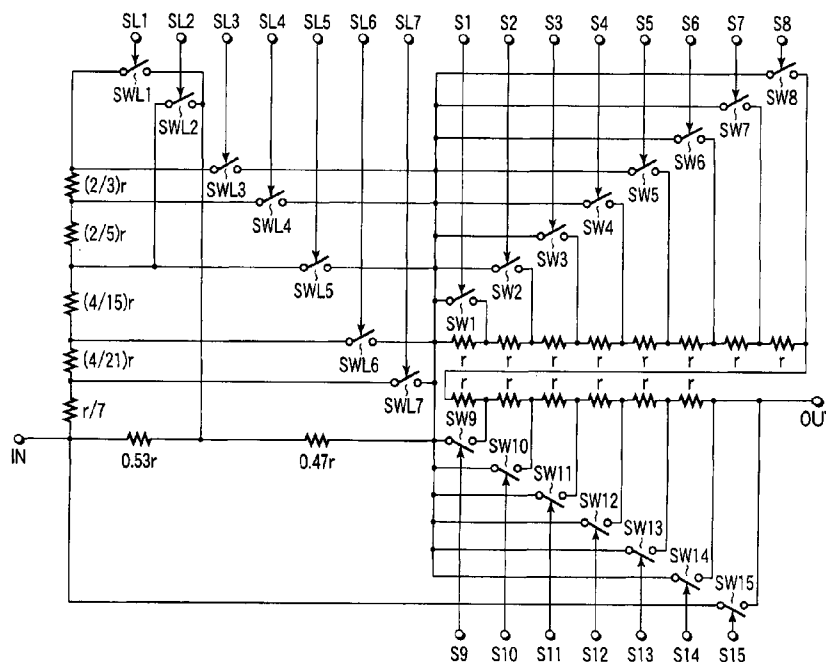 SL1 SL2 SL3 SL4 SL5 SL6 SL7 S1 S2 S3 S4 S5 S6 S7 S8
SWL1
SW8
SWL2
SW7
SW6
(2/3)r
SWL3
SW5
SWL4
SW4
(2/5)r
SW3
SWL5
SW2
(4/15)r
SW1
SWL6
(4/21)r
r r r r r r r r
SWL7
r r r r r r
r/7
SW9
OUT
IN
0.53r
0.47r
SW10
SW11
SW12
SW13
SW14
SW15
S9 S10 S11 S12 S13 S14 S15